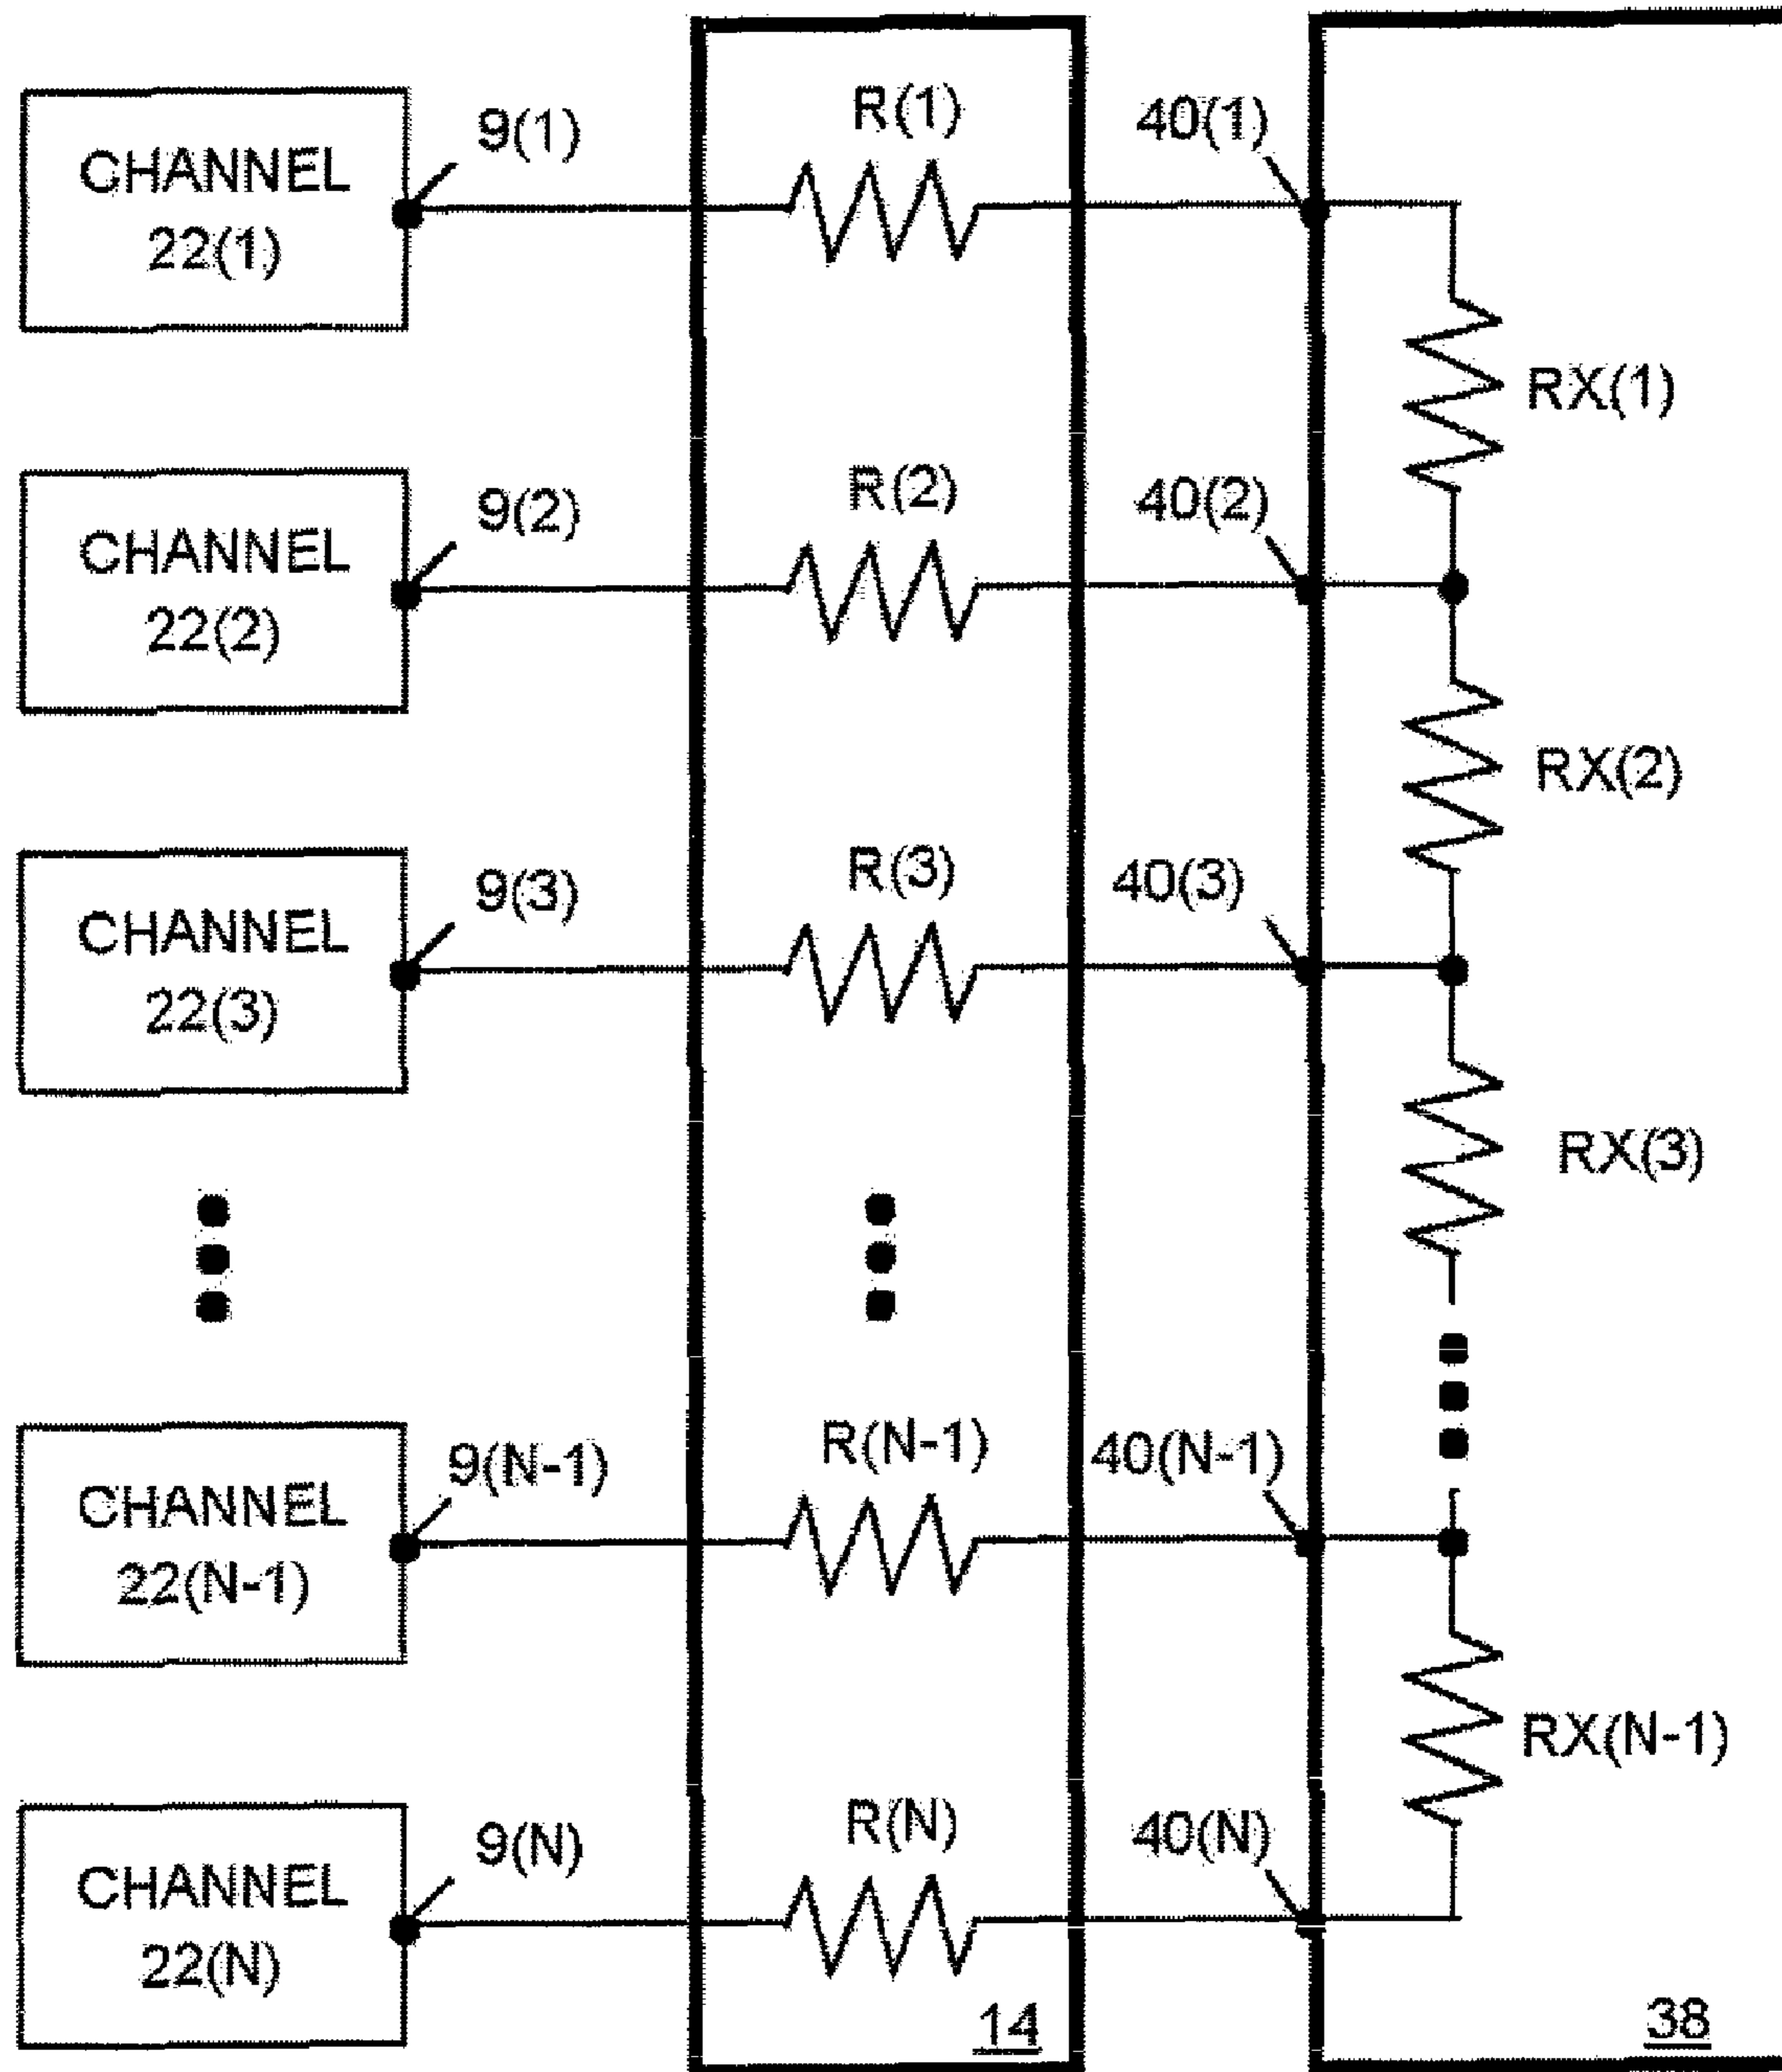 CHANNEL
22(1)
9(1)
R(1)
40(1)
RX(1)
CHANNEL
22(2)
9(2)
R(2)
40(2)
RX(2)
CHANNEL
22(3)
9(3)
R(3)
40(3)
RX(3)
CHANNEL
22(N-1)
9(N-1)
R(N-1)
40(N-1)
RX(N-1)
CHANNEL
22(N)
9(N)
R(N)
40(N)
14
38